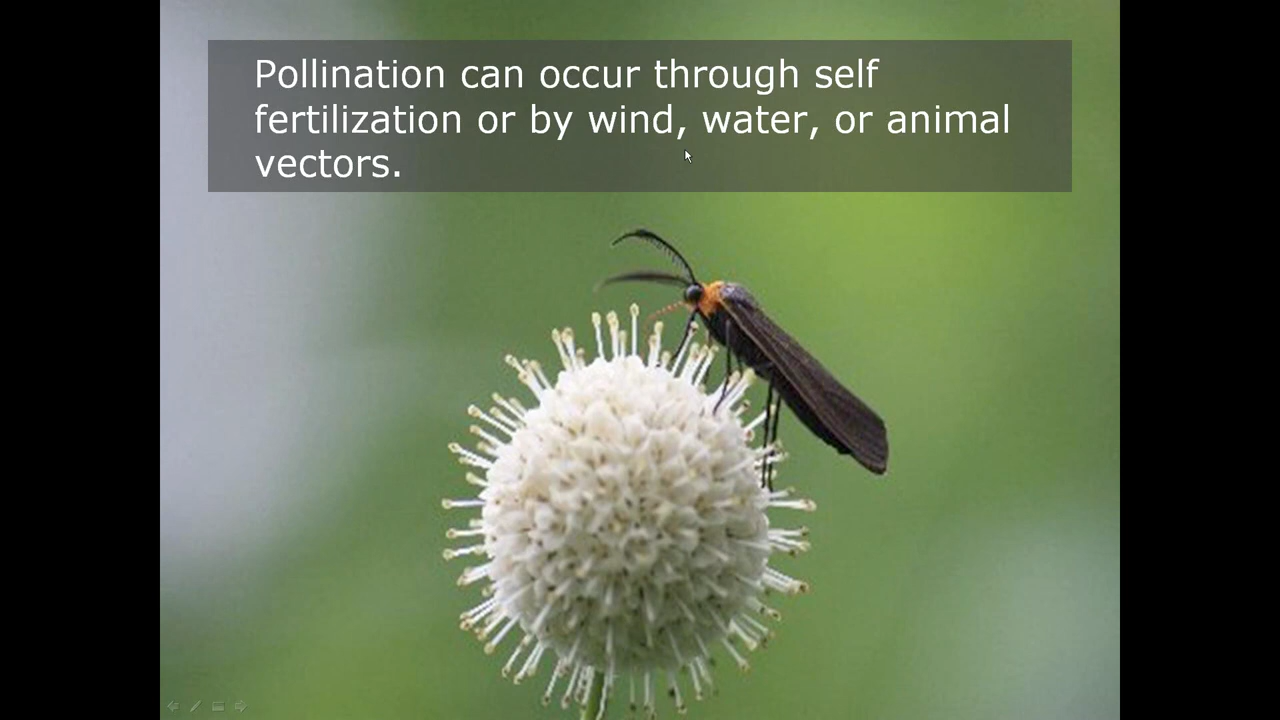 Pollination can occur through self
fertilization or by wind, water, or animal
vectors.